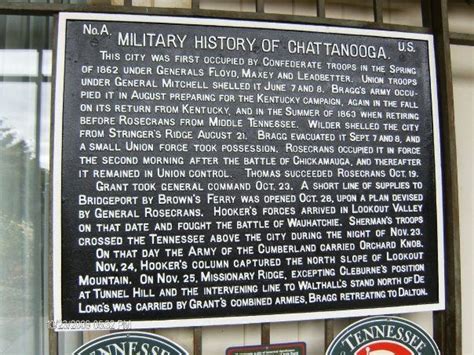 No.A. MILITARY HISTORY OF CHATTANOOGA. U.S.
THIS CITY WAS FIRST OCCUPIED BY CONFEDERATE TROOPS IN THE SPRING
OF 1862 UNDER GENERALS FLOYD, MAXEY AND LEADBETTER. UNION TROOPS
UNDER GENERAL MITCHELL SHELLED IT JUNE 7 AND 8. BRAGG'S ARMY OCCU-
PIED IT IN AUGUST PREPARING FOR THE KENTUCKY CAMPAIGN, AGAIN IN THE FALL
ON ITS RETURN FROM KENTUCKY, AND IN THE SUMMER OF 1863 WHEN RETIRING
BEFORE ROSECRANS FROM MIDDLE TENNESSEE. WILDER SHELLED THE CITY
FROM STRINGER'S RIDGE AUGUST 21. BRAGG EVACUATED IT SEPT 7 AND 8, AND
A SMALL UNION FORCE TOOK POSSESSION. ROSECRANS OCCUPIED IT IN FORCE
THE SECOND MORNING AFTER THE BATTLE OF CHICKAMAUGA, AND THEREAFTER
IT REMAINED IN UNION CONTROL. THOMAS SUCCEEDED ROSECRANS OCT. 19.
GRANT TOOK GENERAL COMMAND OCT. 23. A SHORT LINE OF SUPPLIES TO
BRIDGEPORT BY BROWN'S FERRY WAS OPENED OCT. 28, UPON A PLAN DEVISED
BY GENERAL ROSECRANS. HOOKER'S FORCES ARRIVED IN LOOKOUT VALLEY
ON THAT DATE AND FOUGHT THE BATTLE OF WAUHATCHIE. SHERMAN'S TROOPS
CROSSED THE TENNESSEE ABOVE THE CITY DURING THE NIGHT OF NOV. 23.
ON THAT DAY THE ARMY OF THE CUMBERLAND CARRIED ORCHARD KNOB.
NOV. 24, HOOKER'S COLUMN CAPTURED THE NORTH SLOPE OF LOOKOUT
MOUNTAIN. ON NOV. 25, MISSIONARY RIDGE, EXCEPTING CLEBURNE'S POSITION
AT TUNNEL HILL AND THE INTERVENING LINE TO WALTHALL'S STAND NORTH OF DE
LONG'S, WAS CARRIED BY GRANT'S COMBINED ARMIES, BRAGG RETREATING TO DALTON.
TENNESSEE
TENNESSEE